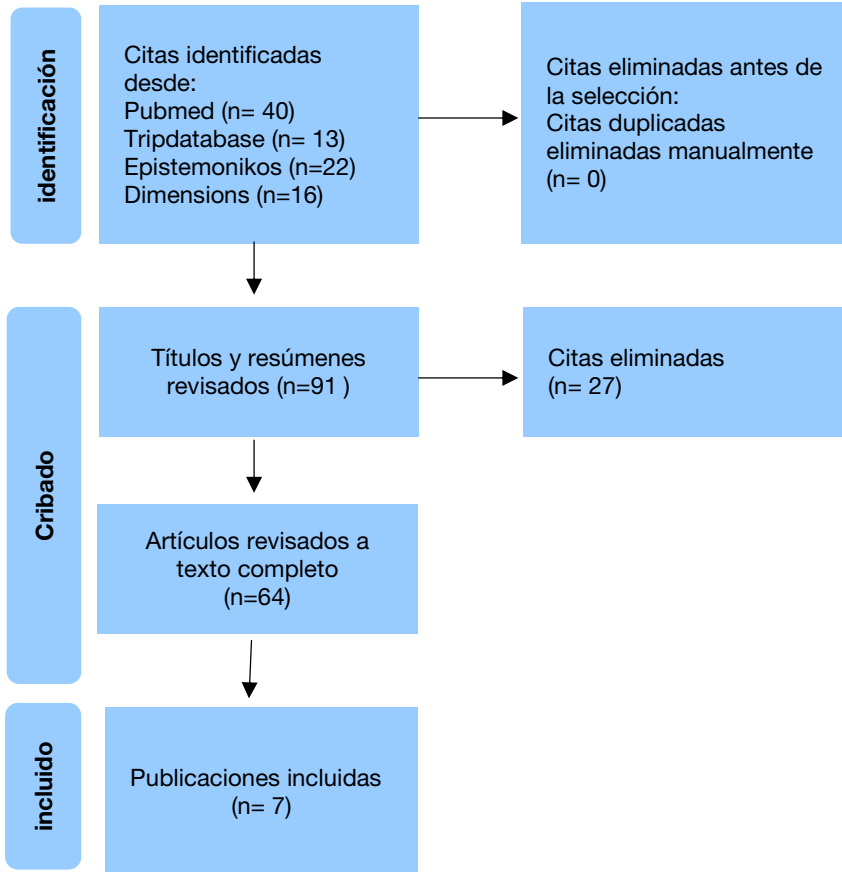 identificación
Citas identificadas
desde:
Pubmed (n= 40)
Tripdatabase (n= 13)
Epistemonikos (n=22)
Dimensions (n=16)
Citas eliminadas antes de
la selección:
Citas duplicadas
eliminadas manualmente
(n= 0)
Cribado
Títulos y resúmenes
revisados (n=91 )
Citas eliminadas
(n= 27)
Artículos revisados a
texto completo
(n=64)
incluido
Publicaciones incluidas
(n= 7)